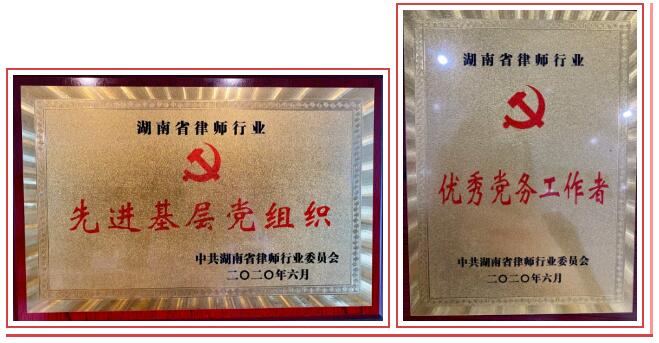 湖南省律师行业
先进基层党组织
中共湖南省律师行业委员会
二〇二〇年六月
湖南省律师行业
优秀党务工作者
中共湖南省律师行业委员会
二〇二〇年六月